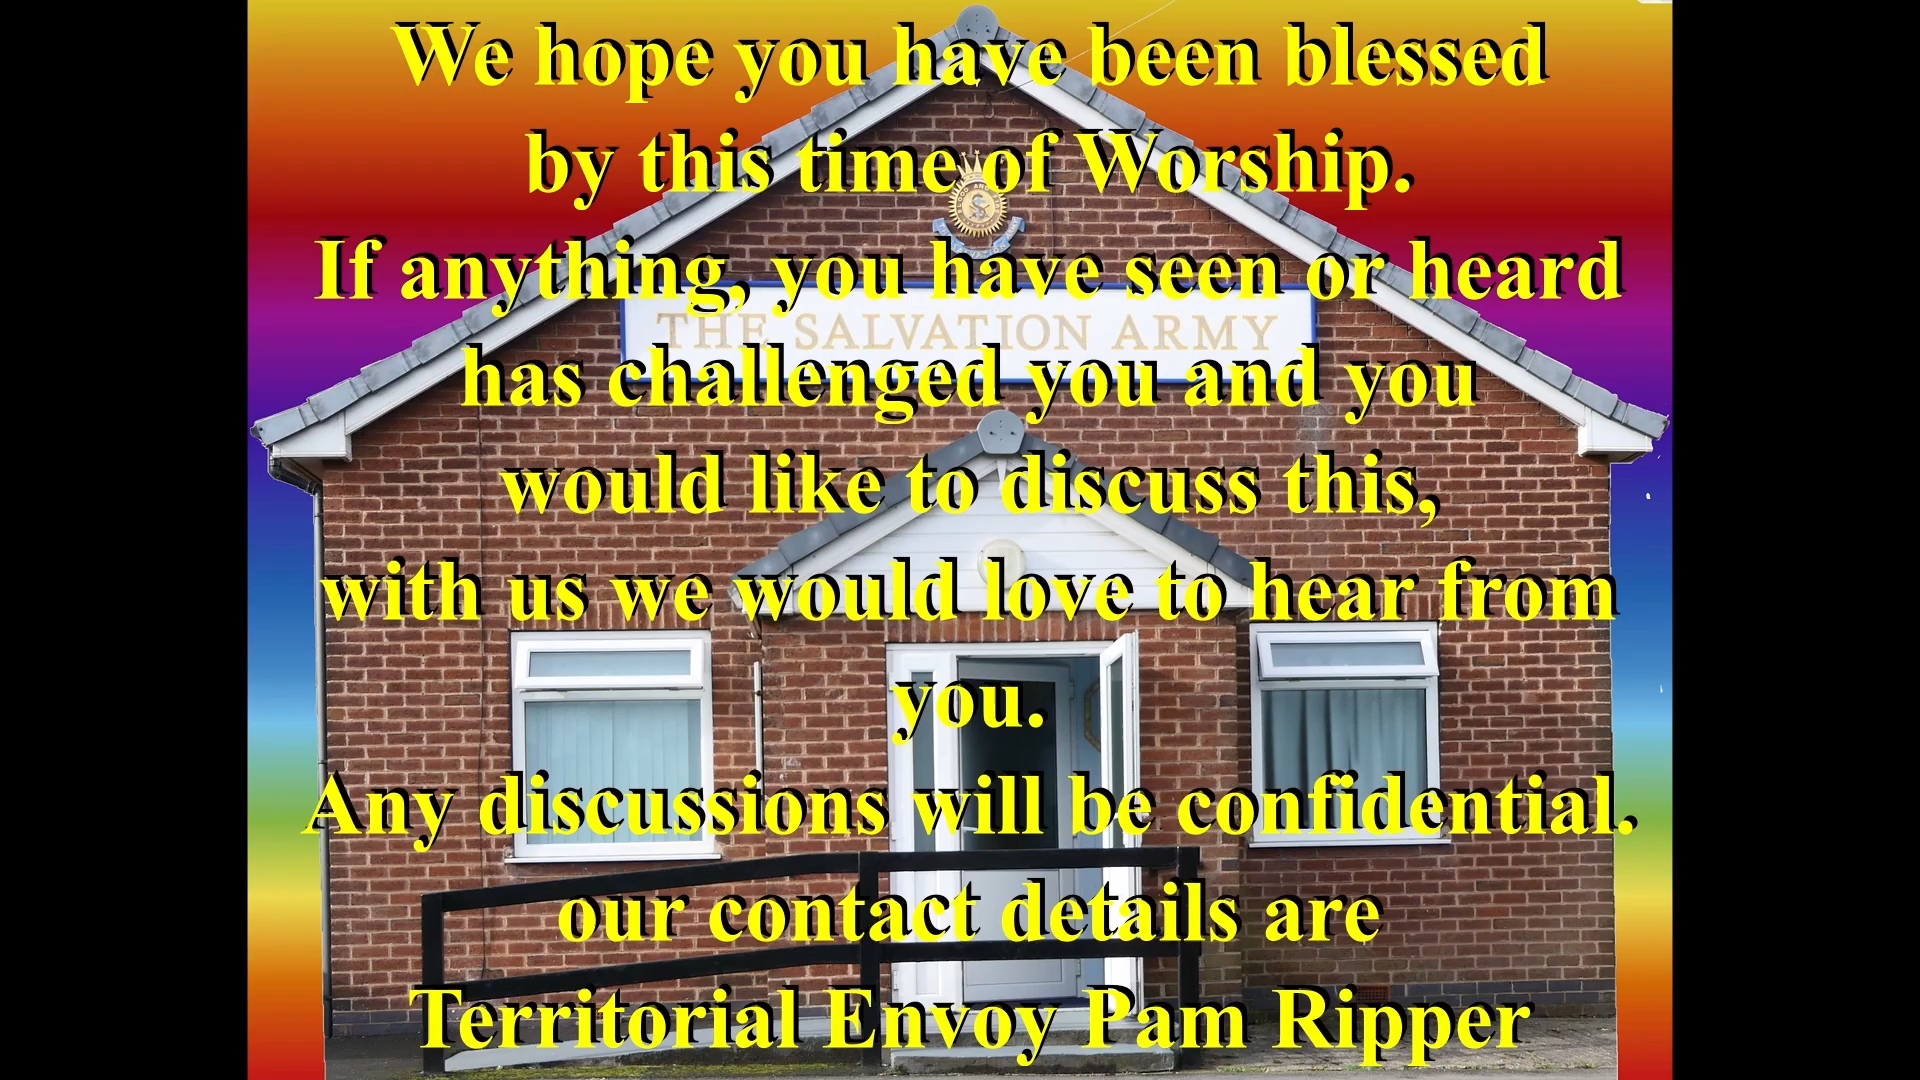 We hope you have been blessed
by this time of Worship.
If anything, you have seen or heard
THE SALVATION ARMY
has challenged you and you
would like to discuss this,
with us we would love to hear from
you.
Any discussions will be confidential.
our contact details are
Territorial Envoy Pam Ripper